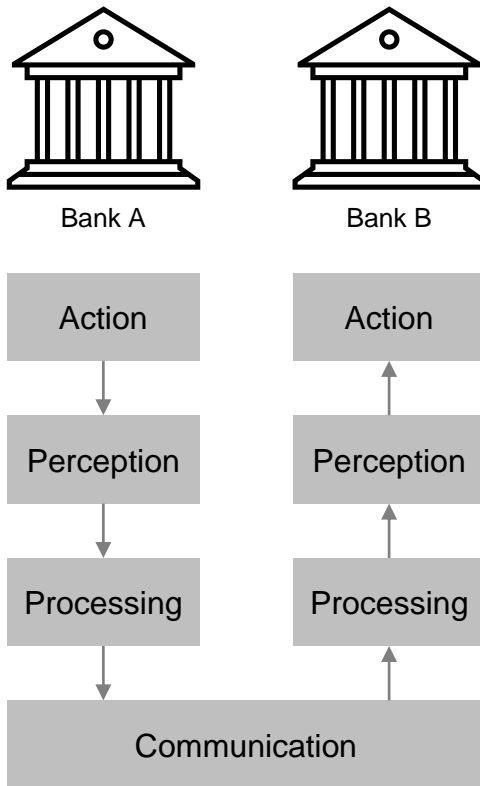 Bank A
Bank B
Action
Action
Perception
Perception
Processing
Processing
Communication